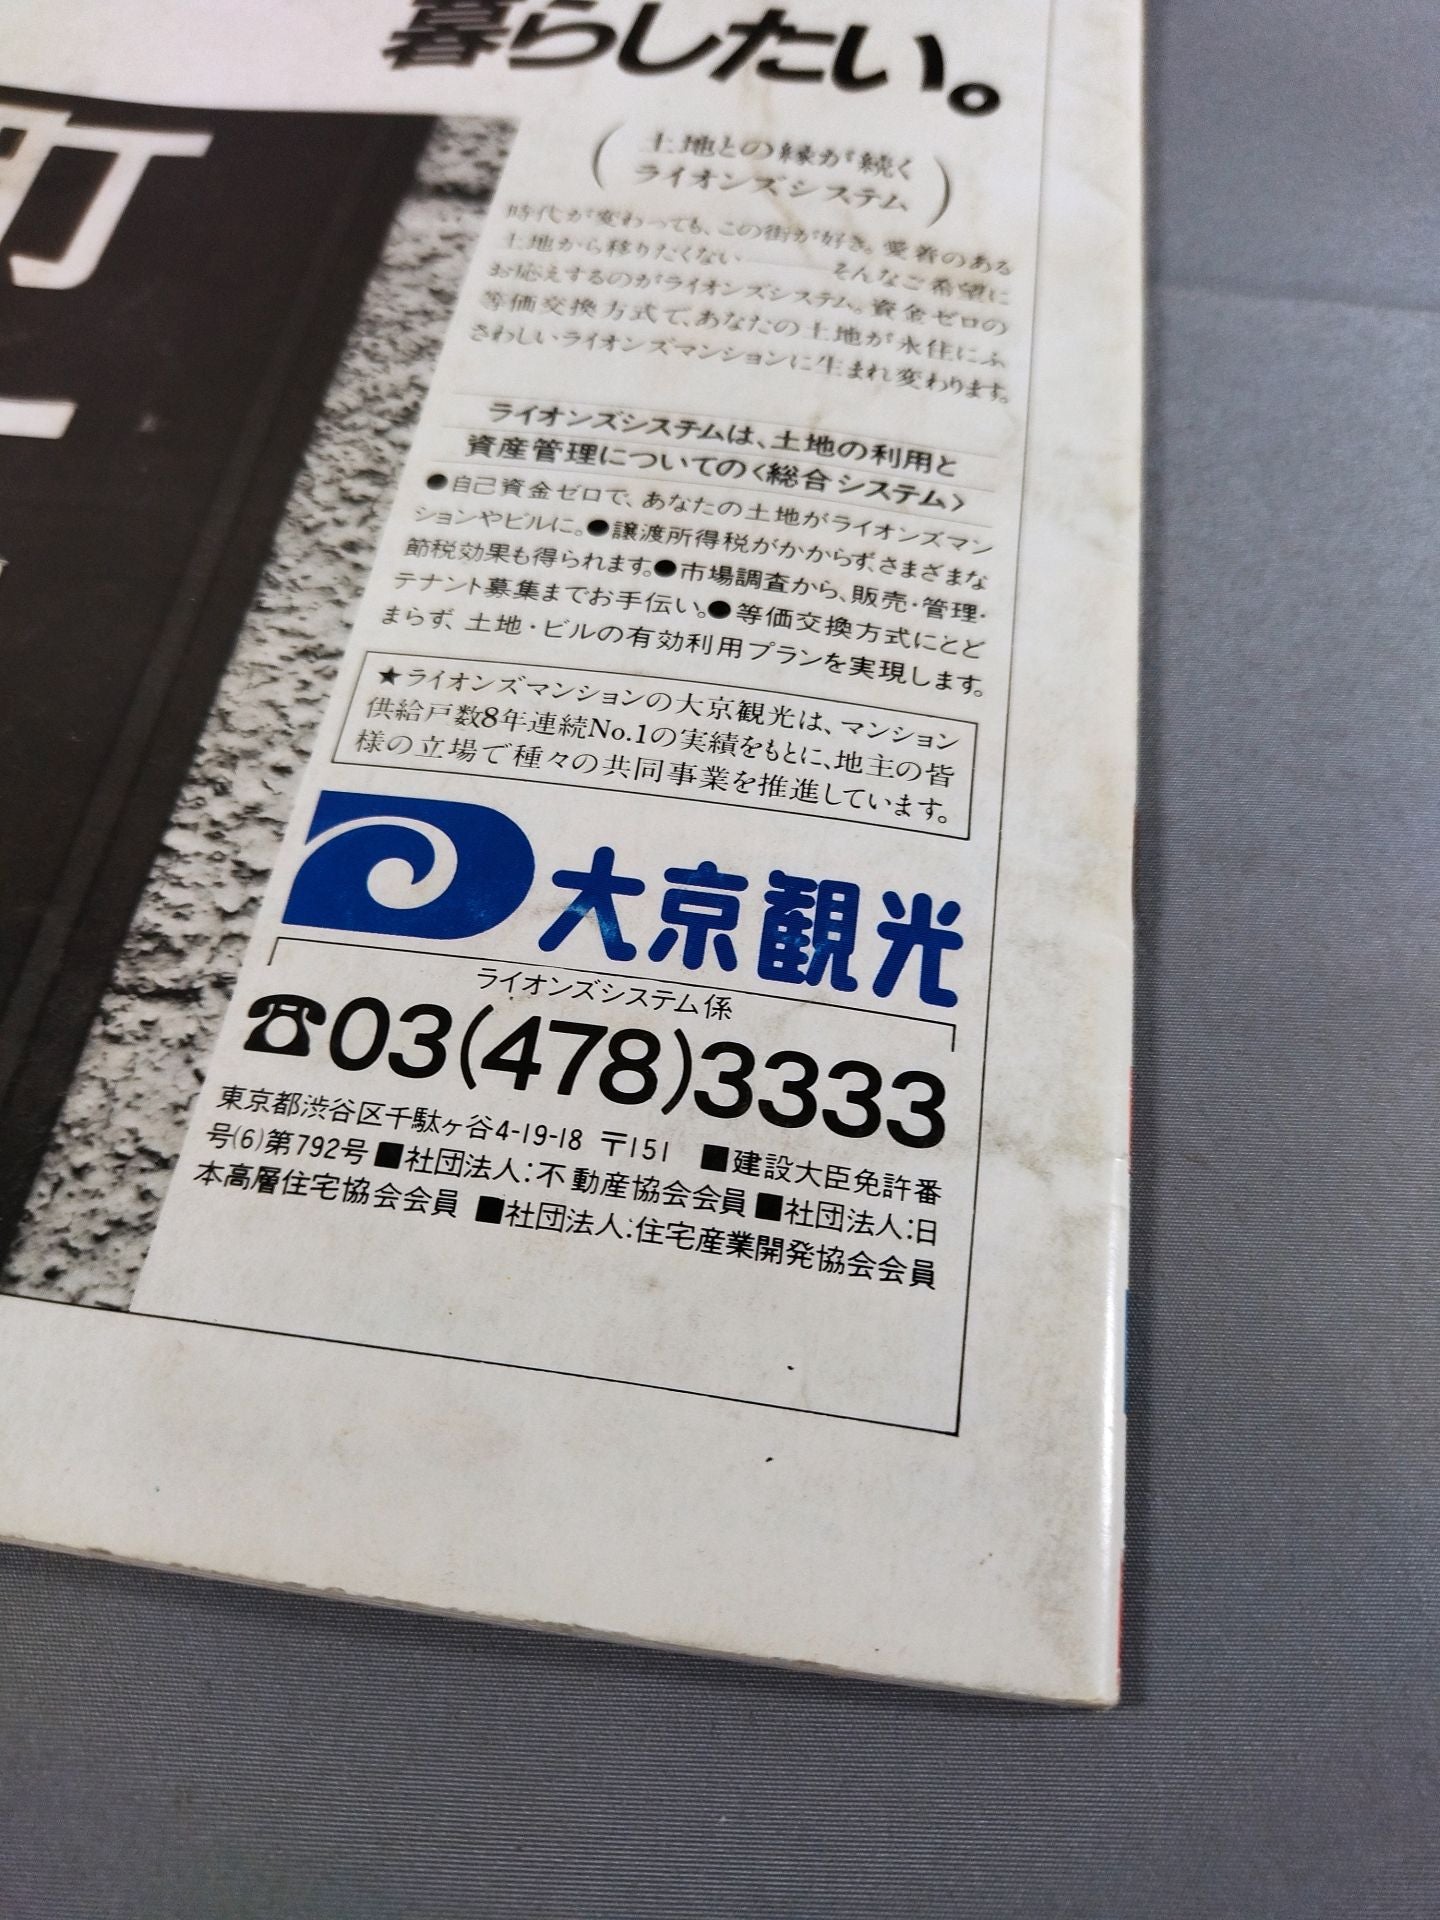 暮らしたい。
町
土地との縁が続く
ライオンズシステム
時代が変わっても、この街が好き。愛着のある
土地から移りたくない――そんなご希望に
お応えするのがライオンズシステム。資金ゼロの
等価交換方式で、あなたの土地が永住にふ
さわしいライオンズマンションに生まれ変わります。
ライオンズシステムは、土地の利用と
資産管理についての〈総合システム〉
●自己資金ゼロで、あなたの土地がライオンズマン
ションやビルに。●譲渡所得税がかからず、さまざまな
節税効果も得られます。●市場調査から、販売・管理・
テナント募集までお手伝い。●等価交換方式にとど
まらず、土地・ビルの有効利用プランを実現します。
★ライオンズマンションの大京観光は、マンション
供給戸数8年連続No.1の実績をもとに、地主の皆
様の立場で種々の共同事業を推進しています。
大京観光
ライオンズシステム係
☎03(478)3333
東京都渋谷区千駄ヶ谷4-19-18 〒151 ■建設大臣免許番
号(6)第792号■社団法人:不動産協会会員■社団法人:日
本高層住宅協会会員 ■社団法人:住宅産業開発協会会員